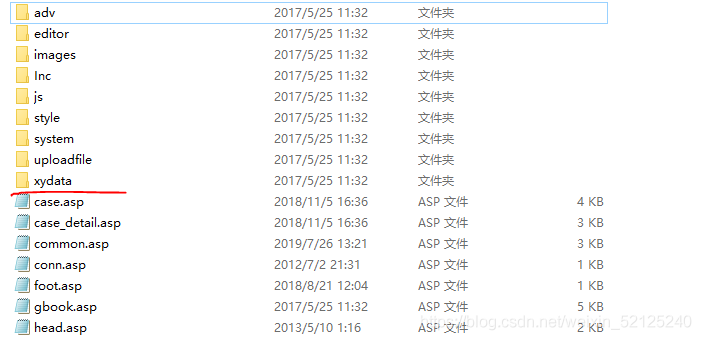 adv 2017/5/25 11:32 文件夹
editor 2017/5/25 11:32 文件夹
images 2017/5/25 11:32 文件夹
Inc 2017/5/25 11:32 文件夹
js 2017/5/25 11:32 文件夹
style 2017/5/25 11:32 文件夹
system 2017/5/25 11:32 文件夹
uploadfile 2017/5/25 11:32 文件夹
xydata 2017/5/25 11:32 文件夹
case.asp 2018/11/5 16:36 ASP 文件 4 KB
case_detail.asp 2018/11/5 16:36 ASP 文件 3 KB
common.asp 2019/7/26 13:21 ASP 文件 3 KB
conn.asp 2012/7/2 21:31 ASP 文件 1 KB
foot.asp 2018/8/21 12:04 ASP 文件 1 KB
gbook.asp 2017/5/25 11:32 ASP 文件 5 KB
head.asp 2013/5/10 1:16 ASP 文件 2 KB
https://blog.csdn.net/weixin_52125240